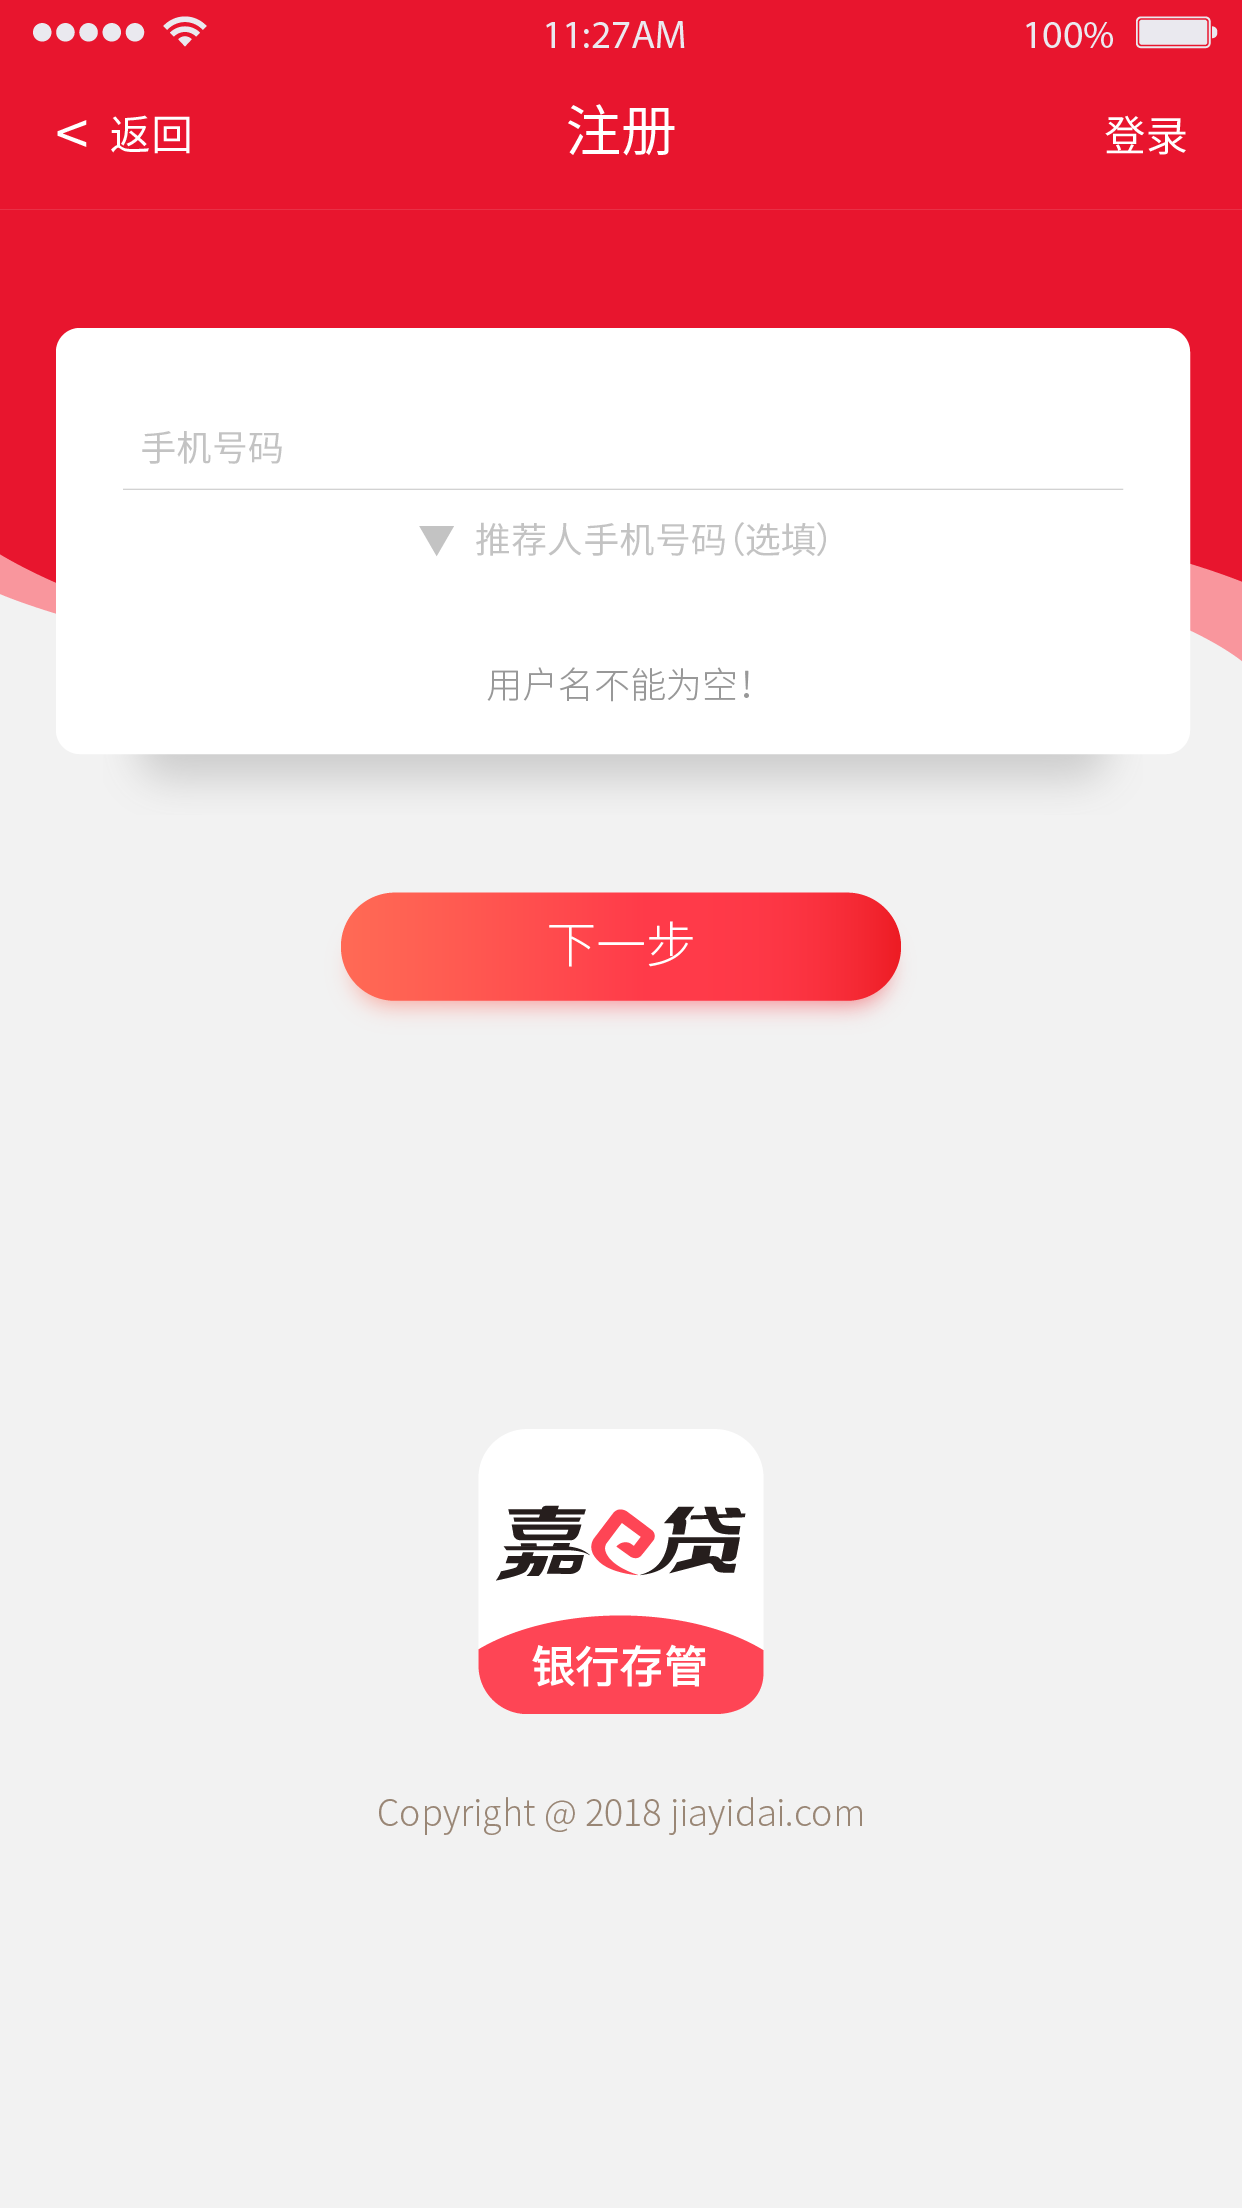 11:27AM 100%
< 返回 注册 登录
手机号码
▼ 推荐人手机号码（选填）
用户名不能为空！
下一步
嘉e贷
银行存管
Copyright @ 2018 jiayidai.com